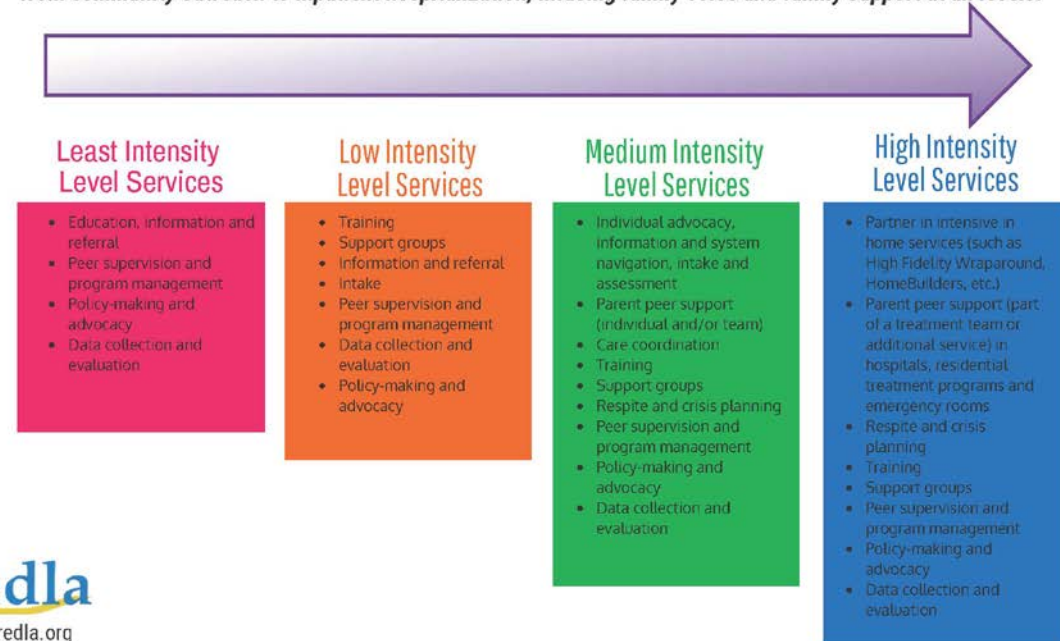 Least Intensity
Level Services
• Education, information and
referral
• Peer supervision and
program management
• Policy-making and
advocacy
• Data collection and
evaluation
Low Intensity
Level Services
• Training
• Support groups
• Information and referral
• Intake
• Peer supervision and
program management
• Data collection and
evaluation
• Policy-making and
advocacy
Medium Intensity
Level Services
• Individual advocacy,
information and system
navigation, intake and
assessment
• Parent peer support
(individual and/or team)
• Care coordination
• Training
• Support groups
• Respite and crisis planning
• Peer supervision and
program management
• Policy-making and
advocacy
• Data collection and
evaluation
High Intensity
Level Services
• Partner in intensive in
home services (such as
High Fidelity Wraparound,
HomeBuilders, etc.)
• Parent peer support (part
of a treatment team or
additional service) in
hospitals, residential
treatment programs and
emergency rooms
• Respite and crisis
planning
• Training
• Support groups
• Peer supervision and
program management
• Policy-making and
advocacy
• Data collection and
evaluation
dla
redla.org